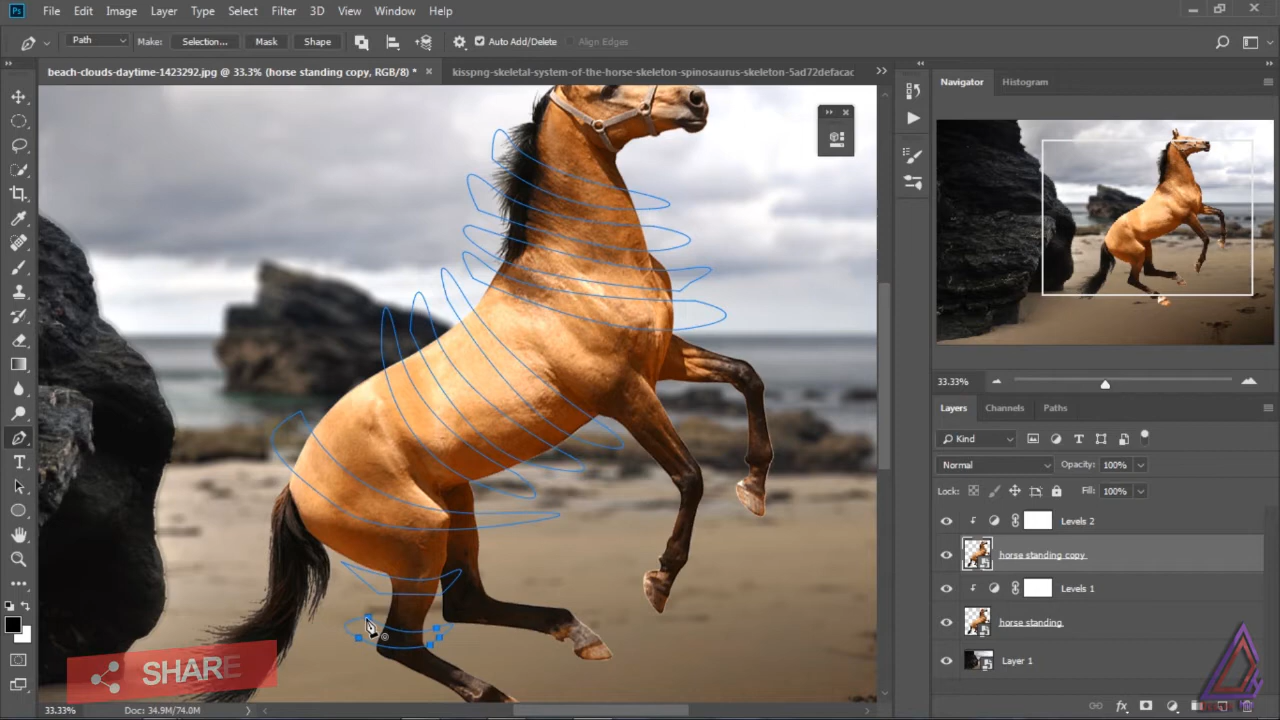 Ps File Edit Image Layer Type Select Filter 3D View Window Help
Path Make: Selection... Mask Shape Auto Add/Delete Align Edges
beach-clouds-daytime-1423292.jpg @ 33.3% (horse standing copy, RGB/8) * × kisspng-skeletal-system-of-the-horse-skeleton-spinosaurus-skeleton-5ad72defacac
Navigator Histogram
33.33%
Layers Channels Paths
Kind
Normal Opacity: 100%
Lock: Fill: 100%
Levels 2
horse standing copy
Levels 1
horse standing
Layer 1
SHARE
33.33% Doc: 34.9M/74.0M
fx